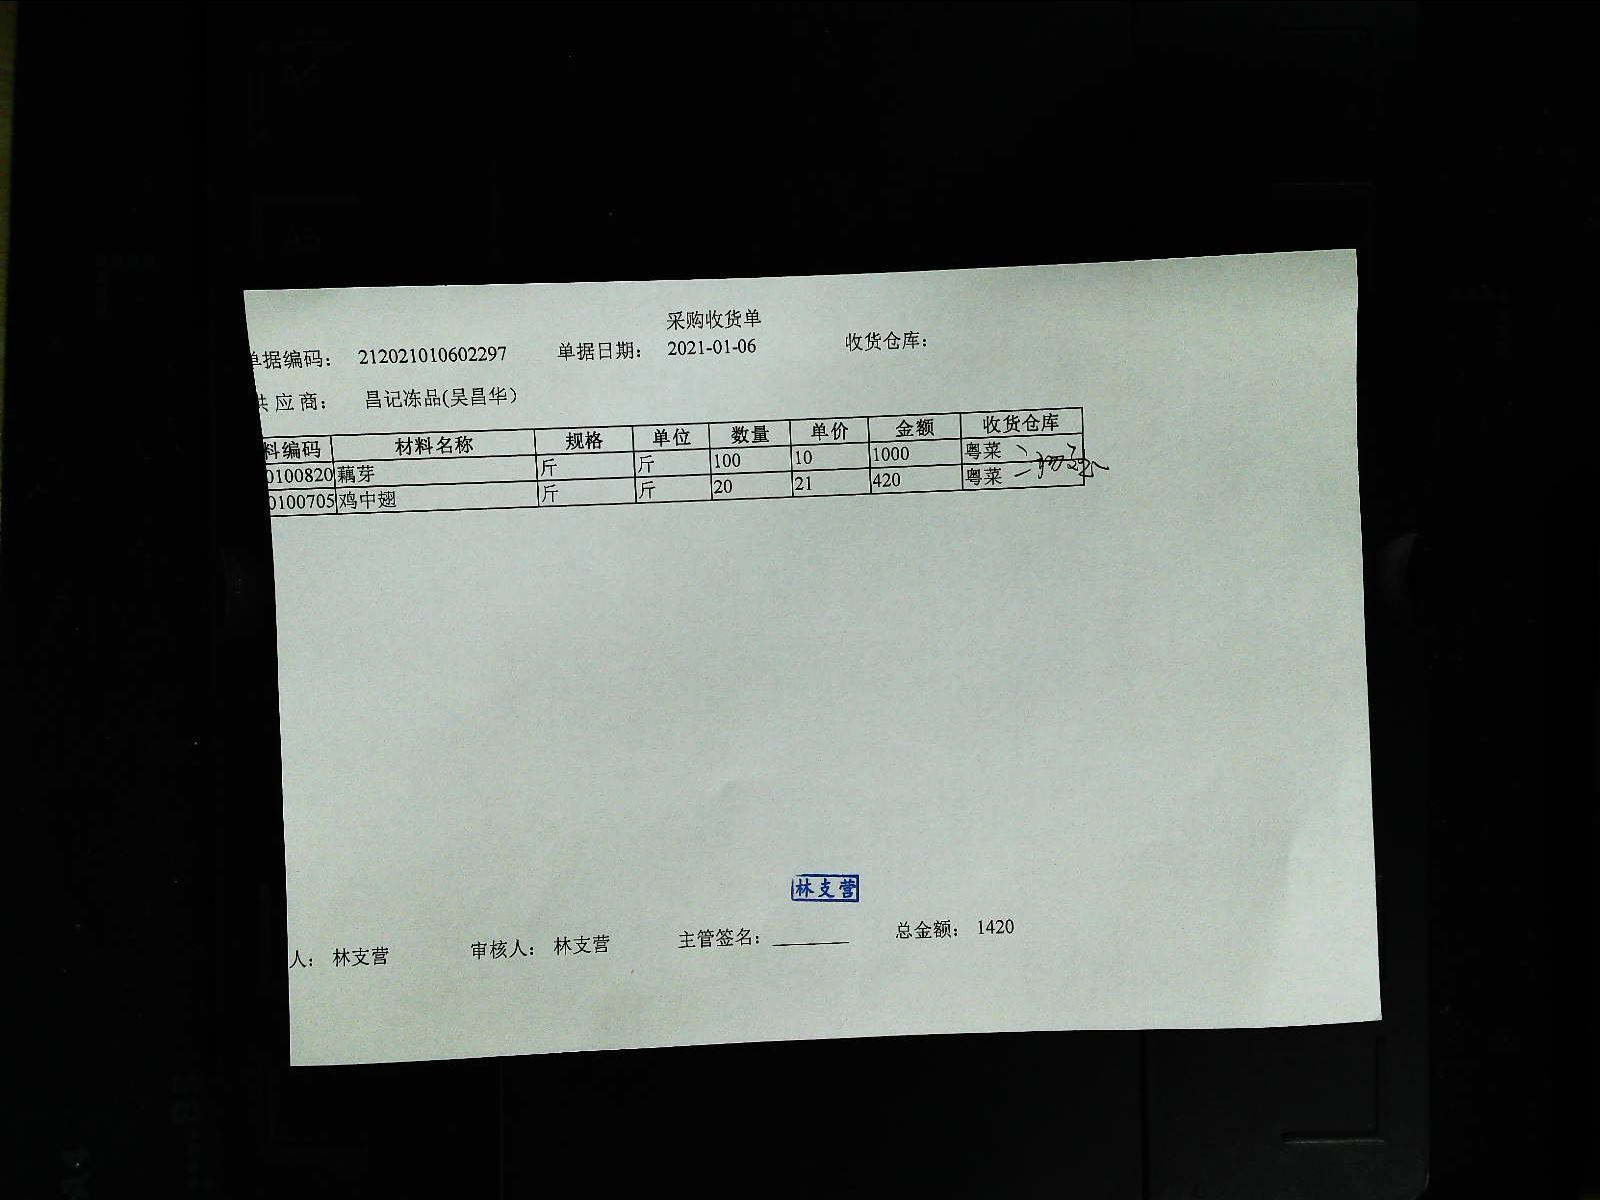 采购收货单
单据编码： 212021010602297 单据日期： 2021-01-06 收货仓库：
供应商： 昌记冻品(吴昌华)
料编码 材料名称 规格 单位 数量 单价 金额 收货仓库
0100820 藕芽 斤 斤 100 10 1000 粤菜
0100705 鸡中翅 斤 斤 20 21 420 粤菜
林支营
人： 林支营 审核人： 林支营 主管签名： 总金额： 1420